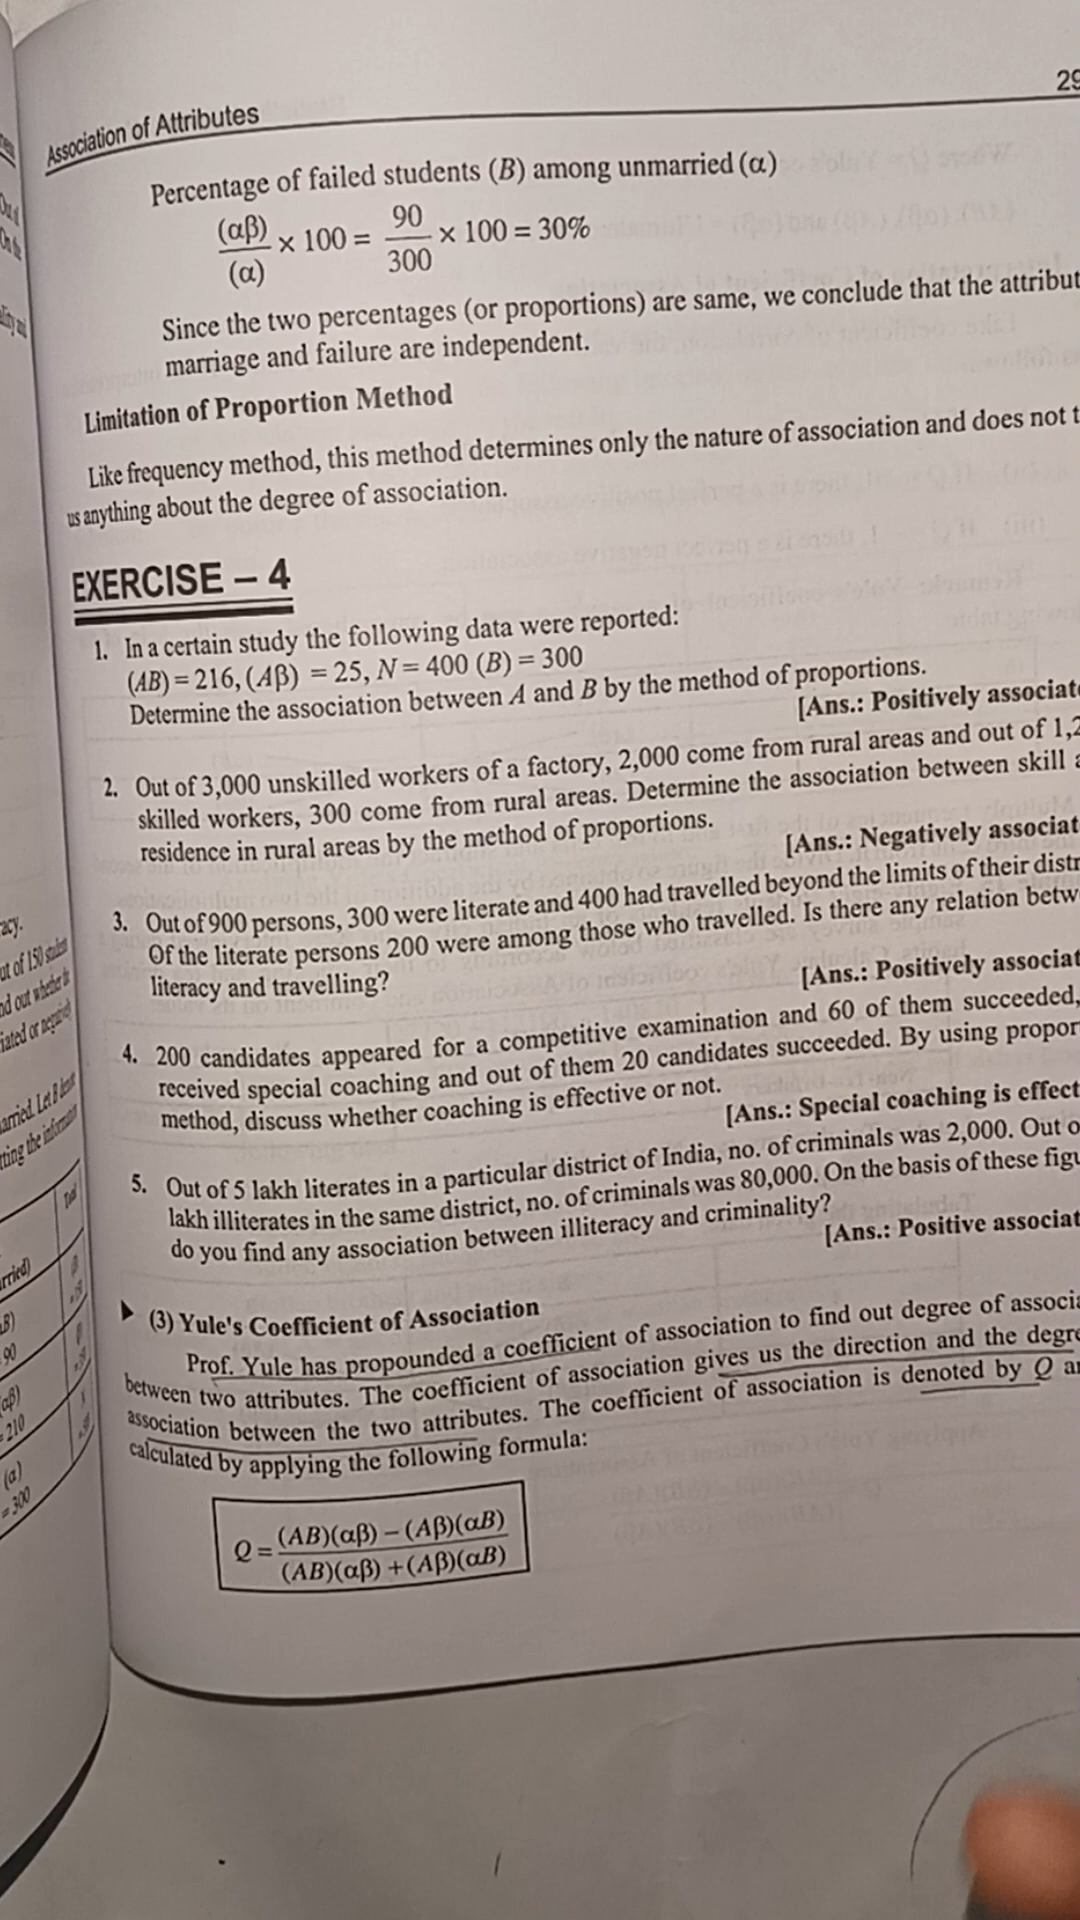 29
Association of Attributes
Percentage of failed students (B) among unmarried (α)
(αβ)/(α) × 100 = 90/300 × 100 = 30%
Since the two percentages (or proportions) are same, we conclude that the
marriage and failure are independent.
Limitation of Proportion Method
Like frequency method, this method determines only the nature of association and does not
us anything about the degree of association.
EXERCISE – 4
1. In a certain study the following data were reported:
(AB) = 216, (Aβ) = 25, N = 400 (B) = 300
Determine the association between A and B by the method of proportions.
[Ans.: Positively
2. Out of 3,000 unskilled workers of a factory, 2,000 come from rural areas and out of 1,2
skilled workers, 300 come from rural areas. Determine the association between skill
residence in rural areas by the method of proportions.
[Ans.: Negatively
3. Out of 900 persons, 300 were literate and 400 had travelled beyond the limits of their
Of the literate persons 200 were among those who travelled. Is there any relation
literacy and travelling?
[Ans.: Positively
4. 200 candidates appeared for a competitive examination and 60 of them succeeded,
received special coaching and out of them 20 candidates succeeded. By using
method, discuss whether coaching is effective or not.
[Ans.: Special coaching is
5. Out of 5 lakh literates in a particular district of India, no. of criminals was 2,000. Out
lakh illiterates in the same district, no. of criminals was 80,000. On the basis of these
do you find any association between illiteracy and criminality?
[Ans.: Positive
(3) Yule's Coefficient of Association
Prof. Yule has propounded a coefficient of association to find out degree of
between two attributes. The coefficient of association gives us the direction and the
association between the two attributes. The coefficient of association is denoted by Q
calculated by applying the following formula:
Q = (AB)(αβ) – (Aβ)(αB) / (AB)(αβ) + (Aβ)(αB)